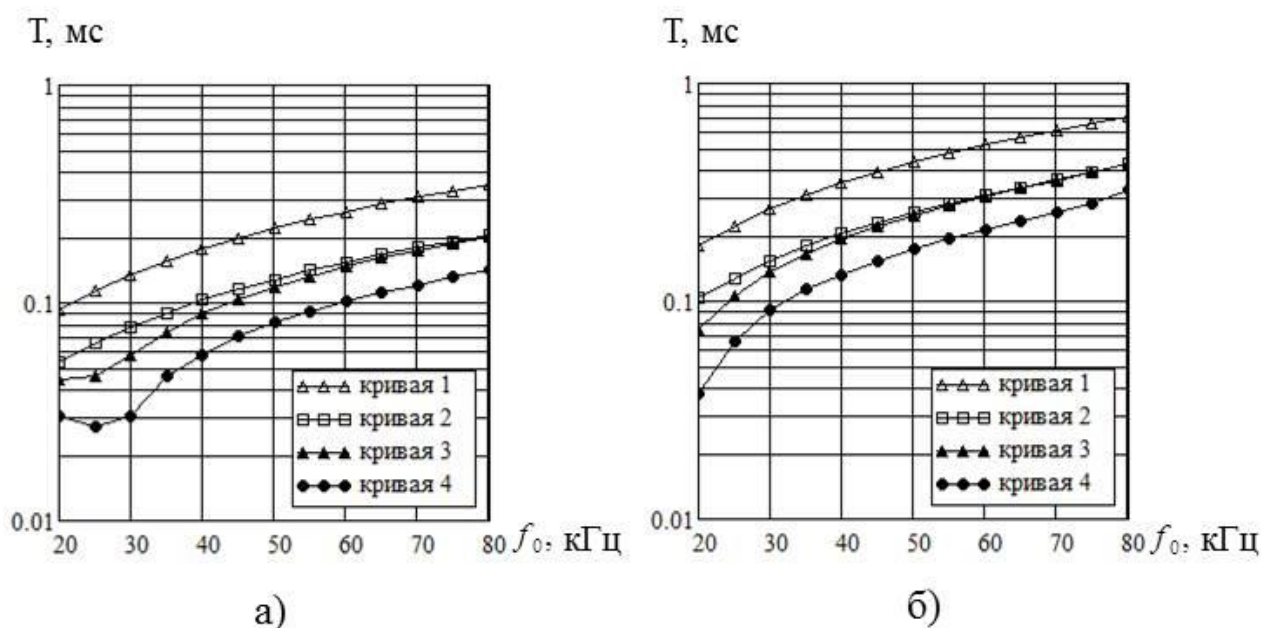 T, мс
1
0.1
0.01
кривая 1
кривая 2
кривая 3
кривая 4
20 30 40 50 60 70 80 f₀, кГц
а)
T, мс
1
0.1
0.01
кривая 1
кривая 2
кривая 3
кривая 4
20 30 40 50 60 70 80 f₀, кГц
б)